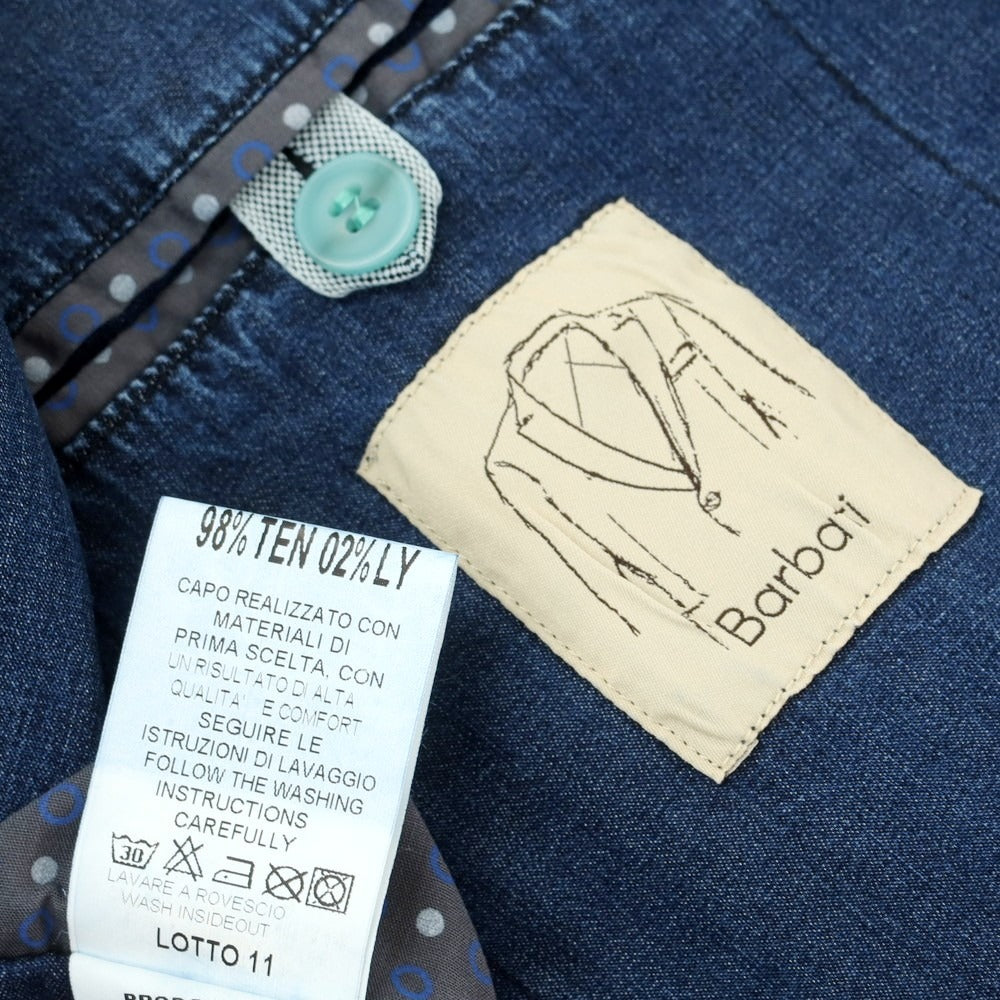 98% TEN 02% LY
CAPO REALIZZATO CON
MATERIALI DI
PRIMA SCELTA, CON
UN RISULTATO DI ALTA
QUALITA' E COMFORT
SEGUIRE LE
ISTRUZIONI DI LAVAGGIO
FOLLOW THE WASHING
INSTRUCTIONS
CAREFULLY
30
LAVARE A ROVESCIO
WASH INSIDEOUT
LOTTO 11
Barbaï